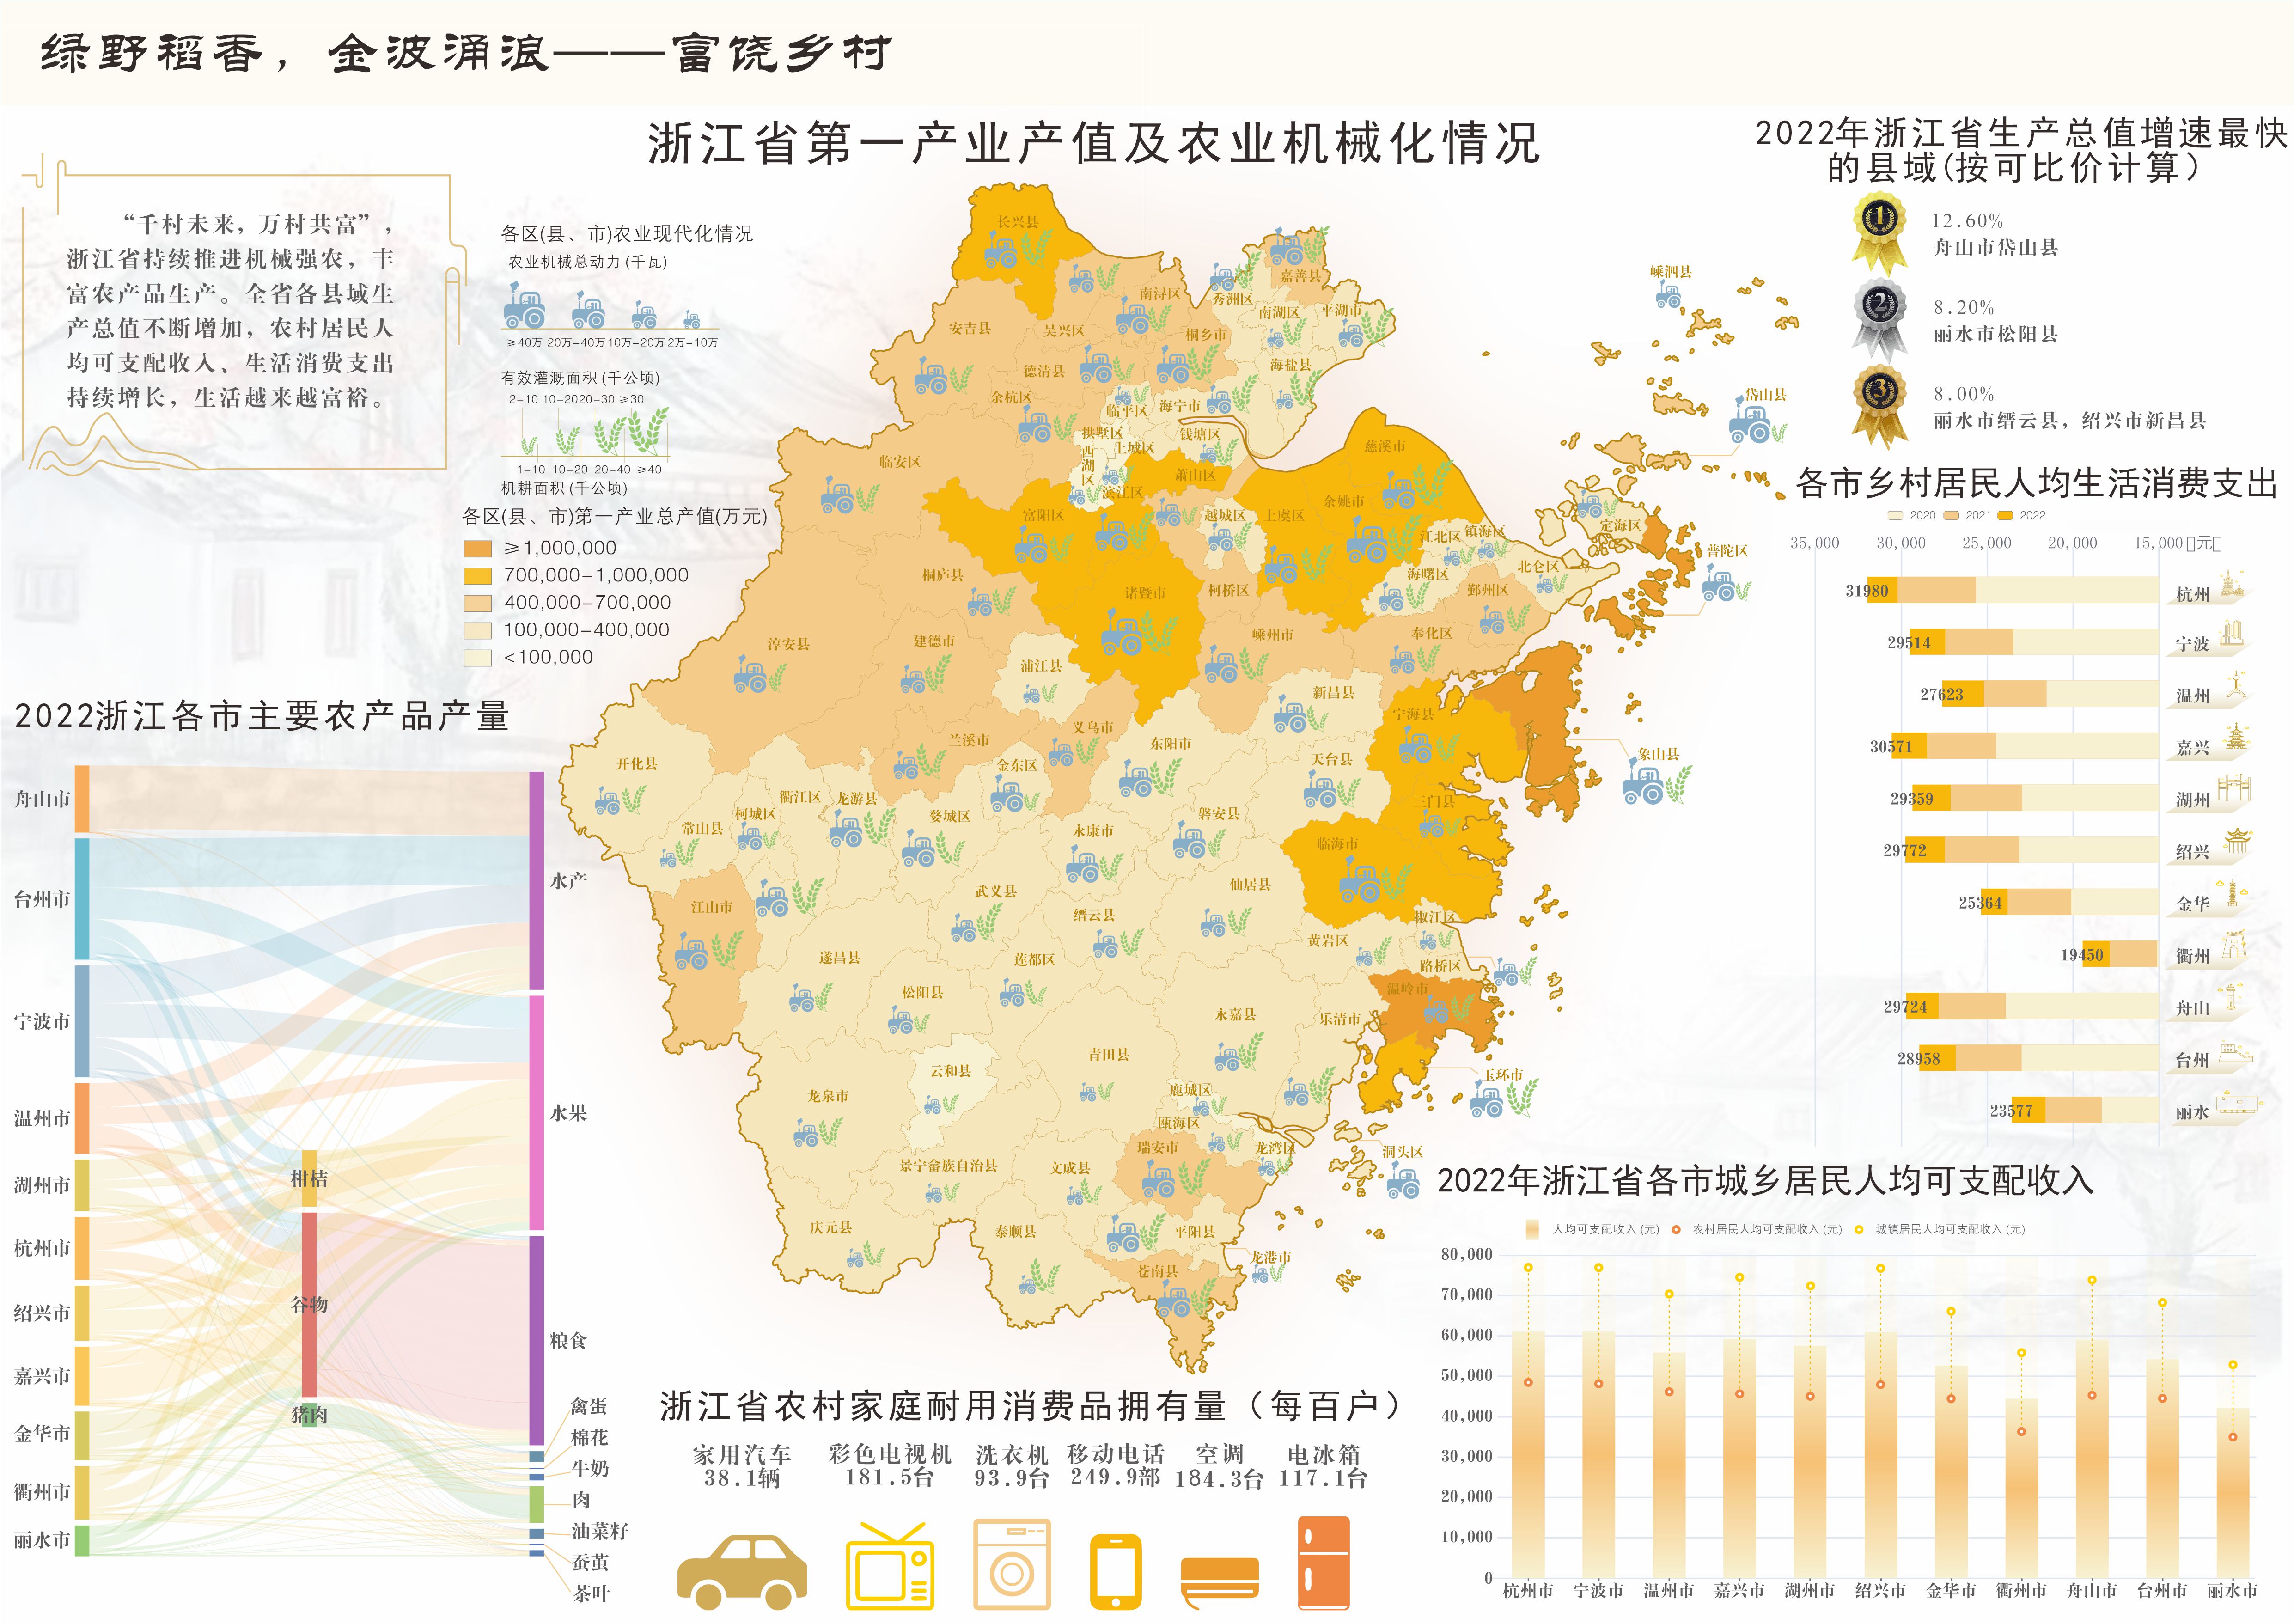 绿野稻香，金波涌浪——富饶乡村
浙江省第一产业产值及农业机械化情况
“千村未来，万村共富”，
浙江省持续推进机械强农，丰
富农产品生产。全省各县域生
产总值不断增加，农村居民人
均可支配收入、生活消费支出
持续增长，生活越来越富裕。
各区(县、市)农业现代化情况
农业机械总动力(千瓦)
≥40万 20万-40万 10万-20万 2万-10万
有效灌溉面积(千公顷)
2-10 10-20 20-30 ≥30
1-10 10-20 20-40 ≥40
机耕面积(千公顷)
各区(县、市)第一产业总产值(万元)
≥1,000,000
700,000-1,000,000
400,000-700,000
100,000-400,000
<100,000
长兴县
南浔区
秀洲区
嘉善县
安吉县
吴兴区
桐乡市
南湖区
平湖市
德清县
海盐县
余杭区
临平区
海宁市
嵊泗县
岱山县
拱墅区
上城区
钱塘区
西湖区
临安区
萧山区
滨江区
慈溪市
富阳区
越城区
上虞区
余姚市
定海区
江北区
镇海区
普陀区
桐庐县
海曙区
北仑区
诸暨市
柯桥区
鄞州区
淳安县
建德市
嵊州市
奉化区
浦江县
新昌县
宁海县
兰溪市
义乌市
东阳市
开化县
金东区
天台县
象山县
衢江区
龙游县
三门县
常山县
柯城区
婺城区
永康市
磐安县
临海市
江山市
武义县
仙居县
缙云县
椒江区
黄岩区
遂昌县
莲都区
路桥区
松阳县
温岭市
永嘉县
乐清市
云和县
青田县
玉环市
龙泉市
鹿城区
瓯海区
瑞安市
龙湾区
洞头区
景宁畲族自治县
文成县
庆元县
泰顺县
平阳县
龙港市
苍南县
2022年浙江省生产总值增速最快
的县域(按可比价计算)
1
12.60%
舟山市岱山县
2
8.20%
丽水市松阳县
3
8.00%
丽水市缙云县，绍兴市新昌县
各市乡村居民人均生活消费支出
2020 2021 2022
35,000 30,000 25,000 20,000 15,000 元
31980 杭州
29514 宁波
27623 温州
30571 嘉兴
29359 湖州
29772 绍兴
25364 金华
19450 衢州
29724 舟山
28958 台州
23577 丽水
2022浙江各市主要农产品产量
舟山市
台州市
宁波市
温州市
湖州市
杭州市
绍兴市
嘉兴市
金华市
衢州市
丽水市
柑桔
谷物
猪肉
水产
水果
粮食
禽蛋
棉花
牛奶
肉
油菜籽
蚕茧
茶叶
浙江省农村家庭耐用消费品拥有量（每百户）
家用汽车 彩色电视机 洗衣机 移动电话 空调 电冰箱
38.1辆 181.5台 93.9台 249.9部 184.3台 117.1台
2022年浙江省各市城乡居民人均可支配收入
人均可支配收入(元) 农村居民人均可支配收入(元) 城镇居民人均可支配收入(元)
80,000
70,000
60,000
50,000
40,000
30,000
20,000
10,000
0
杭州市 宁波市 温州市 嘉兴市 湖州市 绍兴市 金华市 衢州市 舟山市 台州市 丽水市